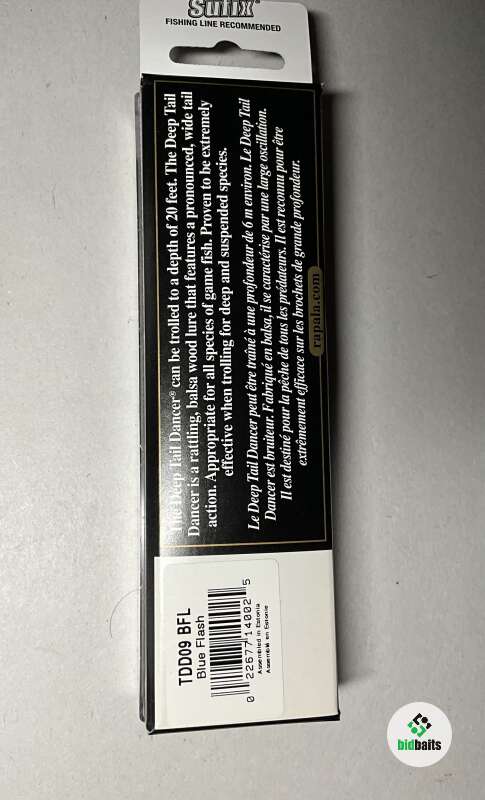 Sufix
FISHING LINE RECOMMENDED
The Deep Tail Dancer® can be trolled to a depth of 20 feet. The Deep Tail
Dancer is a rattling, balsa wood lure that features a pronounced, wide tail
action. Appropriate for all species of game fish. Proven to be extremely
effective when trolling for deep and suspended species.
Le Deep Tail Dancer peut être traîné à une profondeur de 6 m environ. Le Deep Tail
Dancer est bruiteur. Fabriqué en balsa, il se caractérise par une large oscillation.
Il est destiné pour la pêche de tous les prédateurs. Il est reconnu pour être
extrêmement efficace sur les brochets de grande profondeur.
rapala.com
TDD09 BFL
Blue Flash
0 22677 14002 5
Assembled in Estonia
Assemblé en Estonie
bidbaits